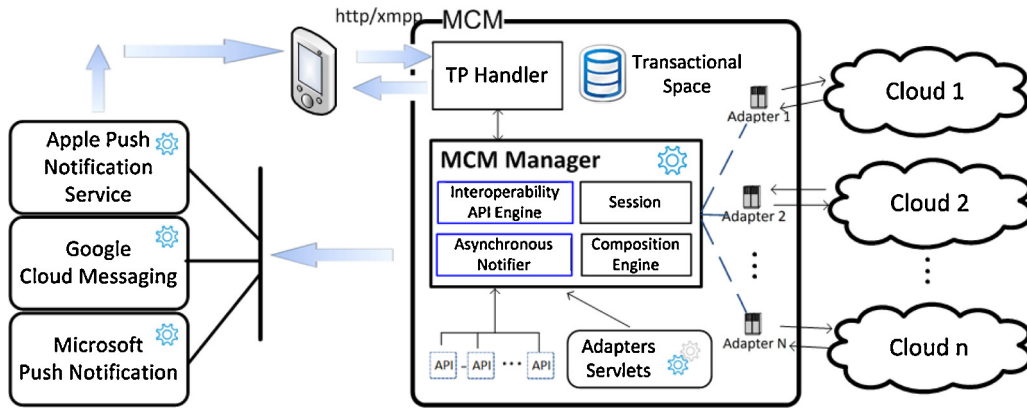 http/xmpp
MCM
TP Handler
Transactional
Space
Adapter 1
Cloud 1
Apple Push
Notification
Service
MCM Manager
Interoperability
API Engine
Session
Adapter 2
Cloud 2
Google
Cloud Messaging
Asynchronous
Notifier
Composition
Engine
...
...
Microsoft
Push Notification
API - API ... API
Adapters
Servlets
Adapter N
Cloud n